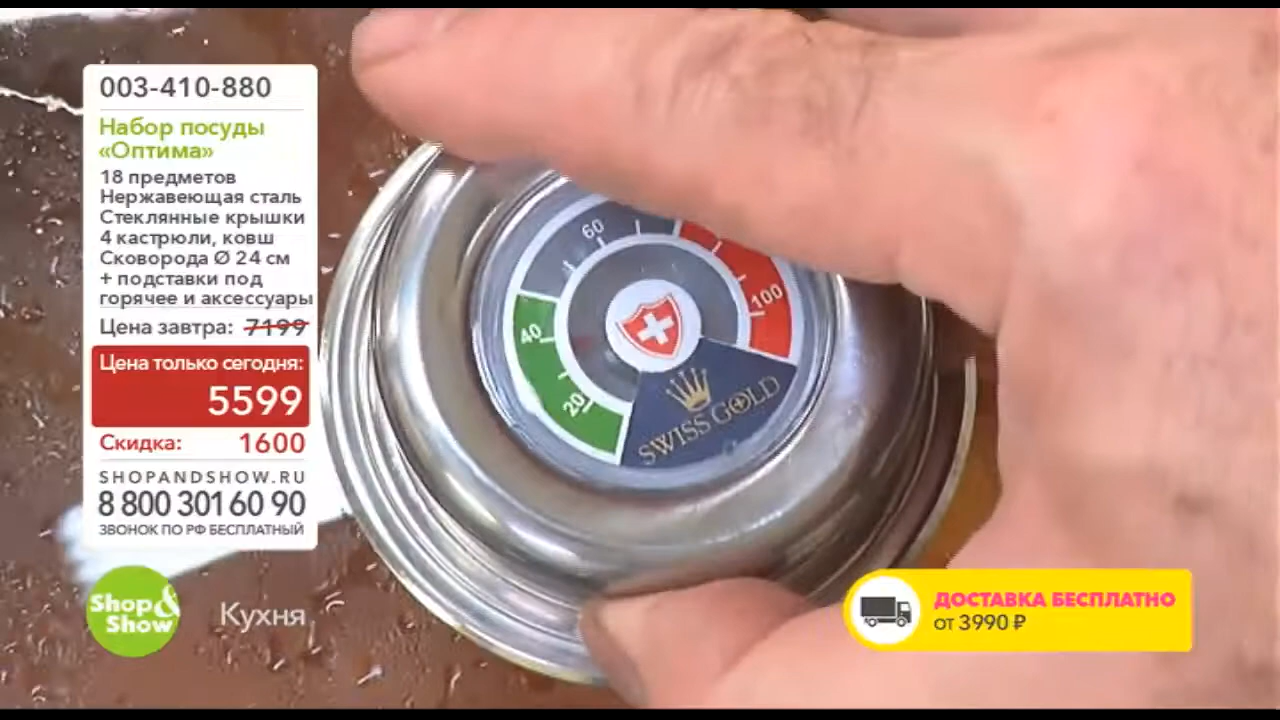 003-410-880
Набор посуды
«Оптима»
18 предметов
Нержавеющая сталь
Стеклянные крышки
4 кастрюли, ковш
Сковорода Ø 24 см
+ подставки под
горячее и аксессуары
Цена завтра: 7199
Цена только сегодня:
5599
Скидка: 1600
SHOPANDSHOW.RU
8 800 301 60 90
ЗВОНОК ПО РФ БЕСПЛАТНЫЙ
Shop&
Show
Кухня
60
100
40
20
SWISS GOLD
ДОСТАВКА БЕСПЛАТНО
от 3990 ₽